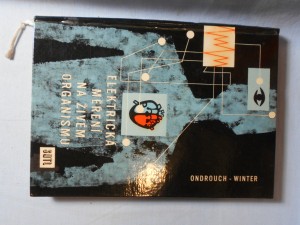 ELEKTRICKÁ
MĚŘENÍ
NA ŽIVÉM
ORGANISMU
SNTL
ONDROUCH - WINTER